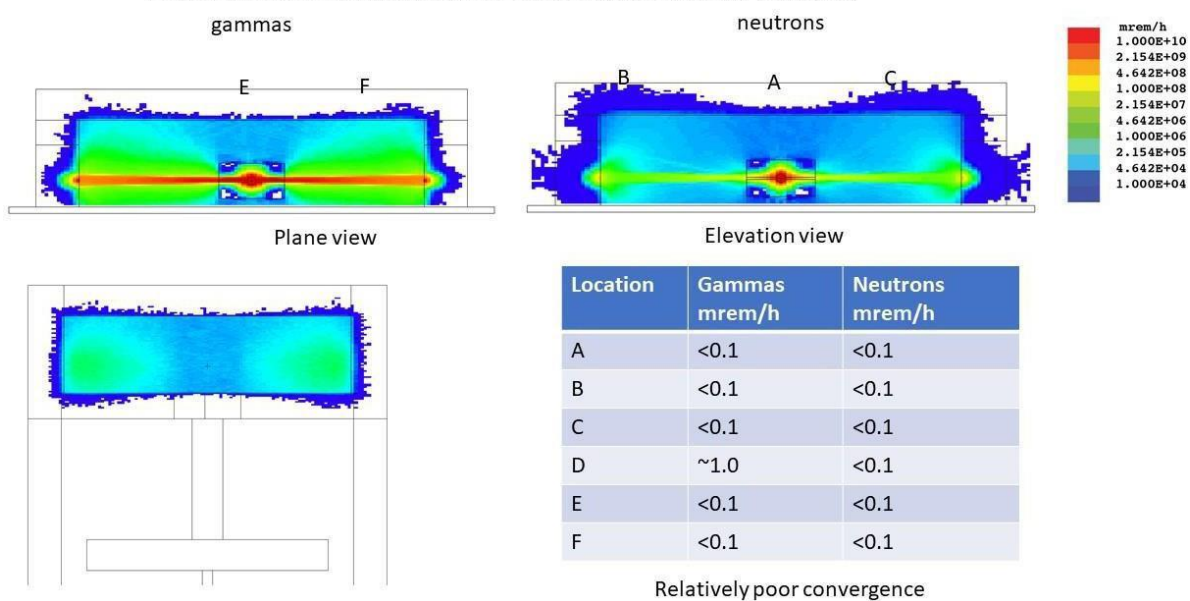 gammas
neutrons
E
F
B
A
C
mrem/h
1.000E+10
2.154E+09
4.642E+08
1.000E+08
2.154E+07
4.642E+06
1.000E+06
2.154E+05
4.642E+04
1.000E+04
Plane view
Elevation view
Location Gammas mrem/h Neutrons mrem/h
A <0.1 <0.1
B <0.1 <0.1
C <0.1 <0.1
D ~1.0 <0.1
E <0.1 <0.1
F <0.1 <0.1
Relatively poor convergence